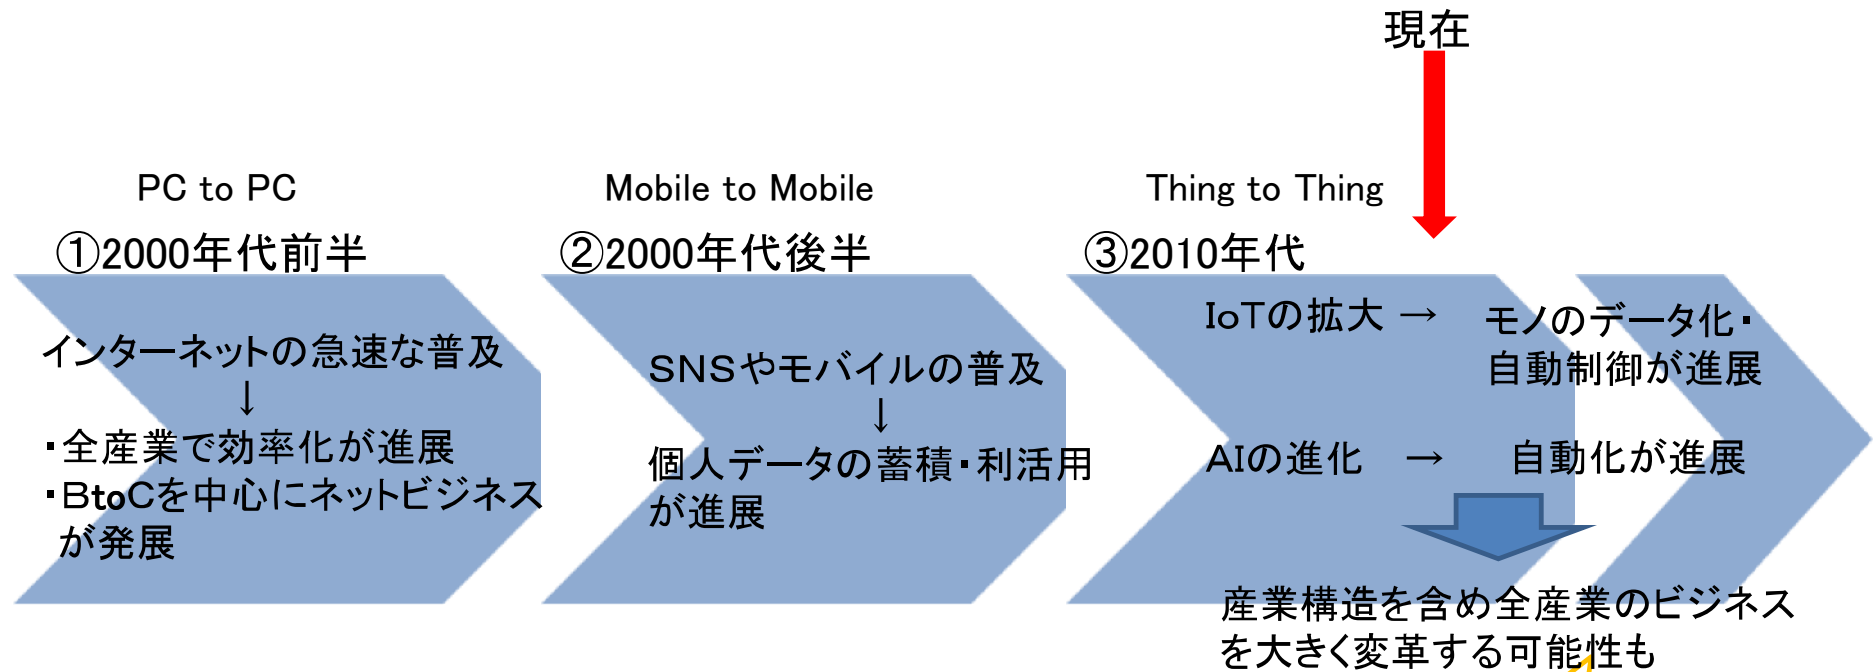 現在
PC to PC
①2000年代前半
インターネットの急速な普及
↓
・全産業で効率化が進展
・BtoCを中心にネットビジネス
が発展
Mobile to Mobile
②2000年代後半
SNSやモバイルの普及
↓
個人データの蓄積・利活用
が進展
Thing to Thing
③2010年代
IoTの拡大 → モノのデータ化・
自動制御が進展
AIの進化 → 自動化が進展
産業構造を含め全産業のビジネス
を大きく変革する可能性も